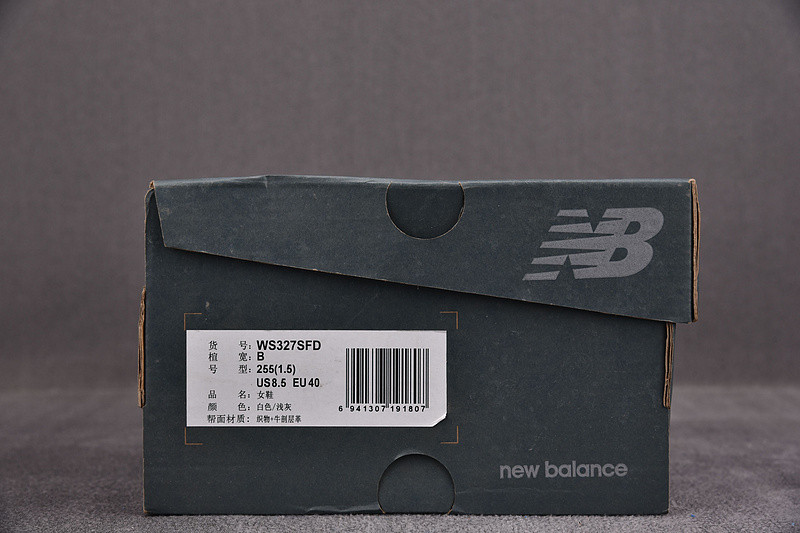 NB
货 号: WS327SFD
楦 宽: B
号 型: 255(1.5)
US8.5 EU40
品 名: 女鞋
颜 色: 白色/浅灰
帮面材质: 织物+牛剖层革
6 941307 191807
new balance